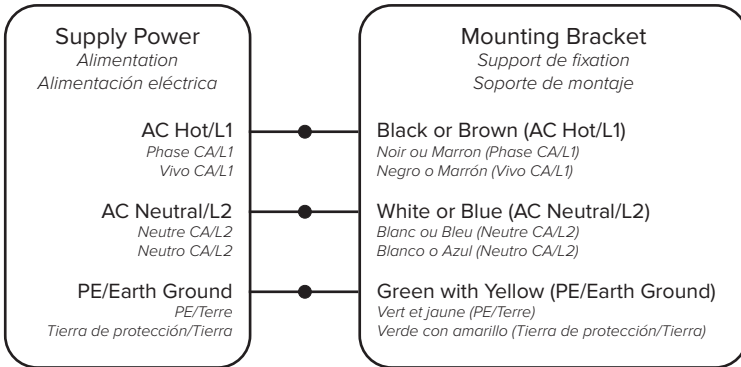 Supply Power
Alimentation
Alimentación eléctrica
AC Hot/L1
Phase CA/L1
Vivo CA/L1
AC Neutral/L2
Neutre CA/L2
Neutro CA/L2
PE/Earth Ground
PE/Terre
Tierra de protección/Tierra
Mounting Bracket
Support de fixation
Soporte de montaje
Black or Brown (AC Hot/L1)
Noir ou Marron (Phase CA/L1)
Negro o Marrón (Vivo CA/L1)
White or Blue (AC Neutral/L2)
Blanc ou Bleu (Neutre CA/L2)
Blanco o Azul (Neutro CA/L2)
Green with Yellow (PE/Earth Ground)
Vert et jaune (PE/Terre)
Verde con amarillo (Tierra de protección/Tierra)